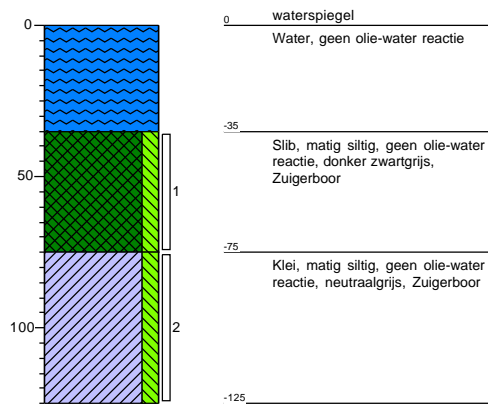 0
50
100
1
2
0
waterspiegel
Water, geen olie-water reactie
-35
Slib, matig siltig, geen olie-water
reactie, donker zwartgrijs,
Zuigerboor
-75
Klei, matig siltig, geen olie-water
reactie, neutraalgrijs, Zuigerboor
-125